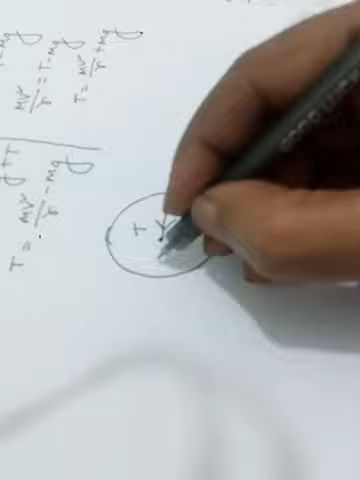 mv²/r = T - mg
T = mv²/r + mg
T = mv²/r - mg
T